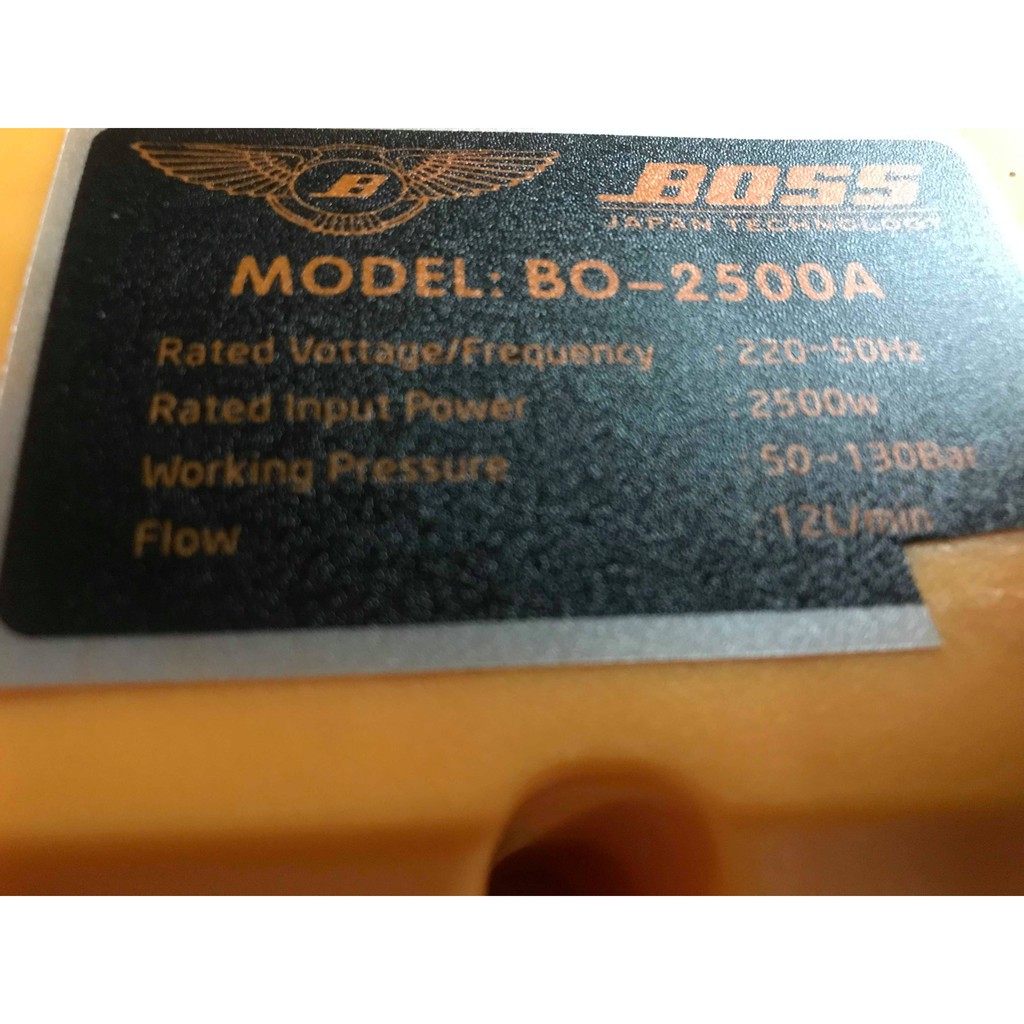 B
BOSS
JAPAN TECHNOLOGY
MODEL: BO-2500A
Rated Vottage/Frequency : 220~50Hz
Rated Input Power : 2500w
Working Pressure : 50~130Bar
Flow : 12L/min